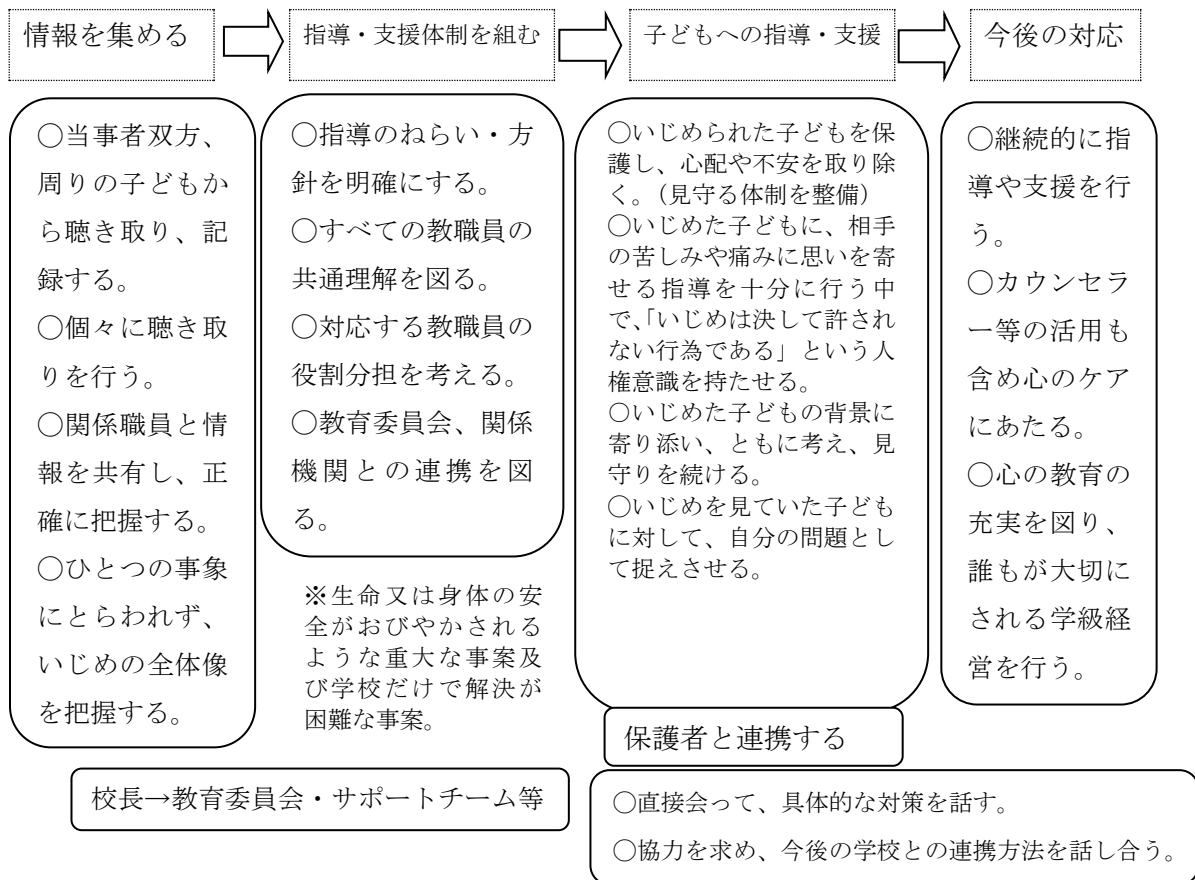 情報を集める
指導・支援体制を組む
子どもへの指導・支援
今後の対応
○当事者双方、
周りの子どもか
ら聴き取り、記
録する。
○個々に聴き取
りを行う。
○関係職員と情
報を共有し、正
確に把握する。
○ひとつの事象
にとらわれず、
いじめの全体像
を把握する。
○指導のねらい・方
針を明確にする。
○すべての教職員の
共通理解を図る。
○対応する教職員の
役割分担を考える。
○教育委員会、関係
機関との連携を図
る。
※生命又は身体の安
全がおびやかされる
ような重大な事案及
び学校だけで解決が
困難な事案。
校長→教育委員会・サポートチーム等
○いじめられた子どもを保
護し、心配や不安を取り除
く。（見守る体制を整備）
○いじめた子どもに、相手
の苦しみや痛みに思いを寄
せる指導を十分に行う中
で、「いじめは決して許され
ない行為である」という人
権意識を持たせる。
○いじめた子どもの背景に
寄り添い、ともに考え、見
守りを続ける。
○いじめを見ていた子ども
に対して、自分の問題とし
て捉えさせる。
保護者と連携する
○直接会って、具体的な対策を話す。
○協力を求め、今後の学校との連携方法を話し合う。
○継続的に指
導や支援を行
う。
○カウンセラ
ー等の活用も
含め心のケア
にあたる。
○心の教育の
充実を図り、
誰もが大切に
される学級経
営を行う。